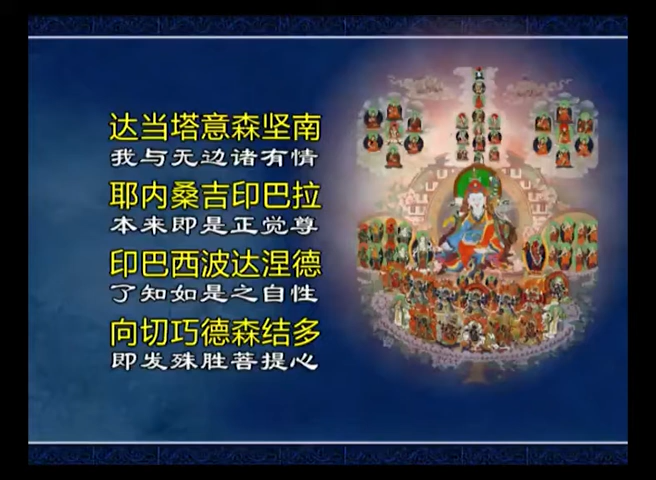 达当塔意森坚南
我与无边诸有情
耶内桑吉印巴拉
本来即是正觉尊
印巴西波达涅德
了知如是之自性
向切巧德森结多
即发殊胜菩提心